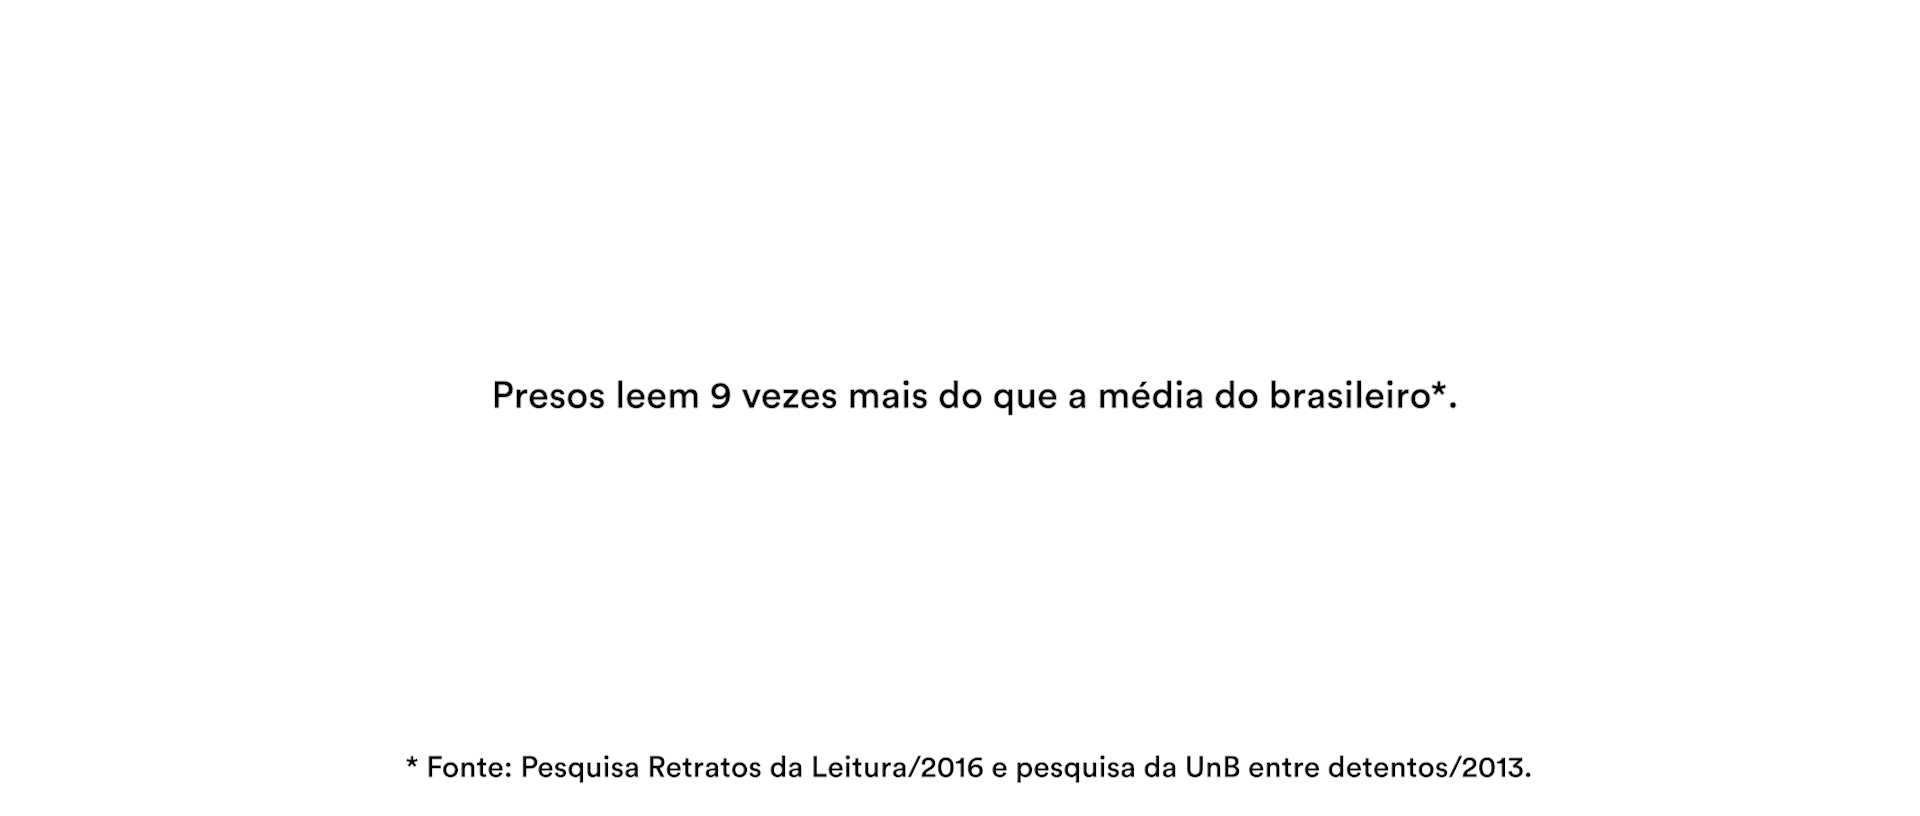 Presos leem 9 vezes mais do que a média do brasileiro*.
* Fonte: Pesquisa Retratos da Leitura/2016 e pesquisa da UnB entre detentos/2013.